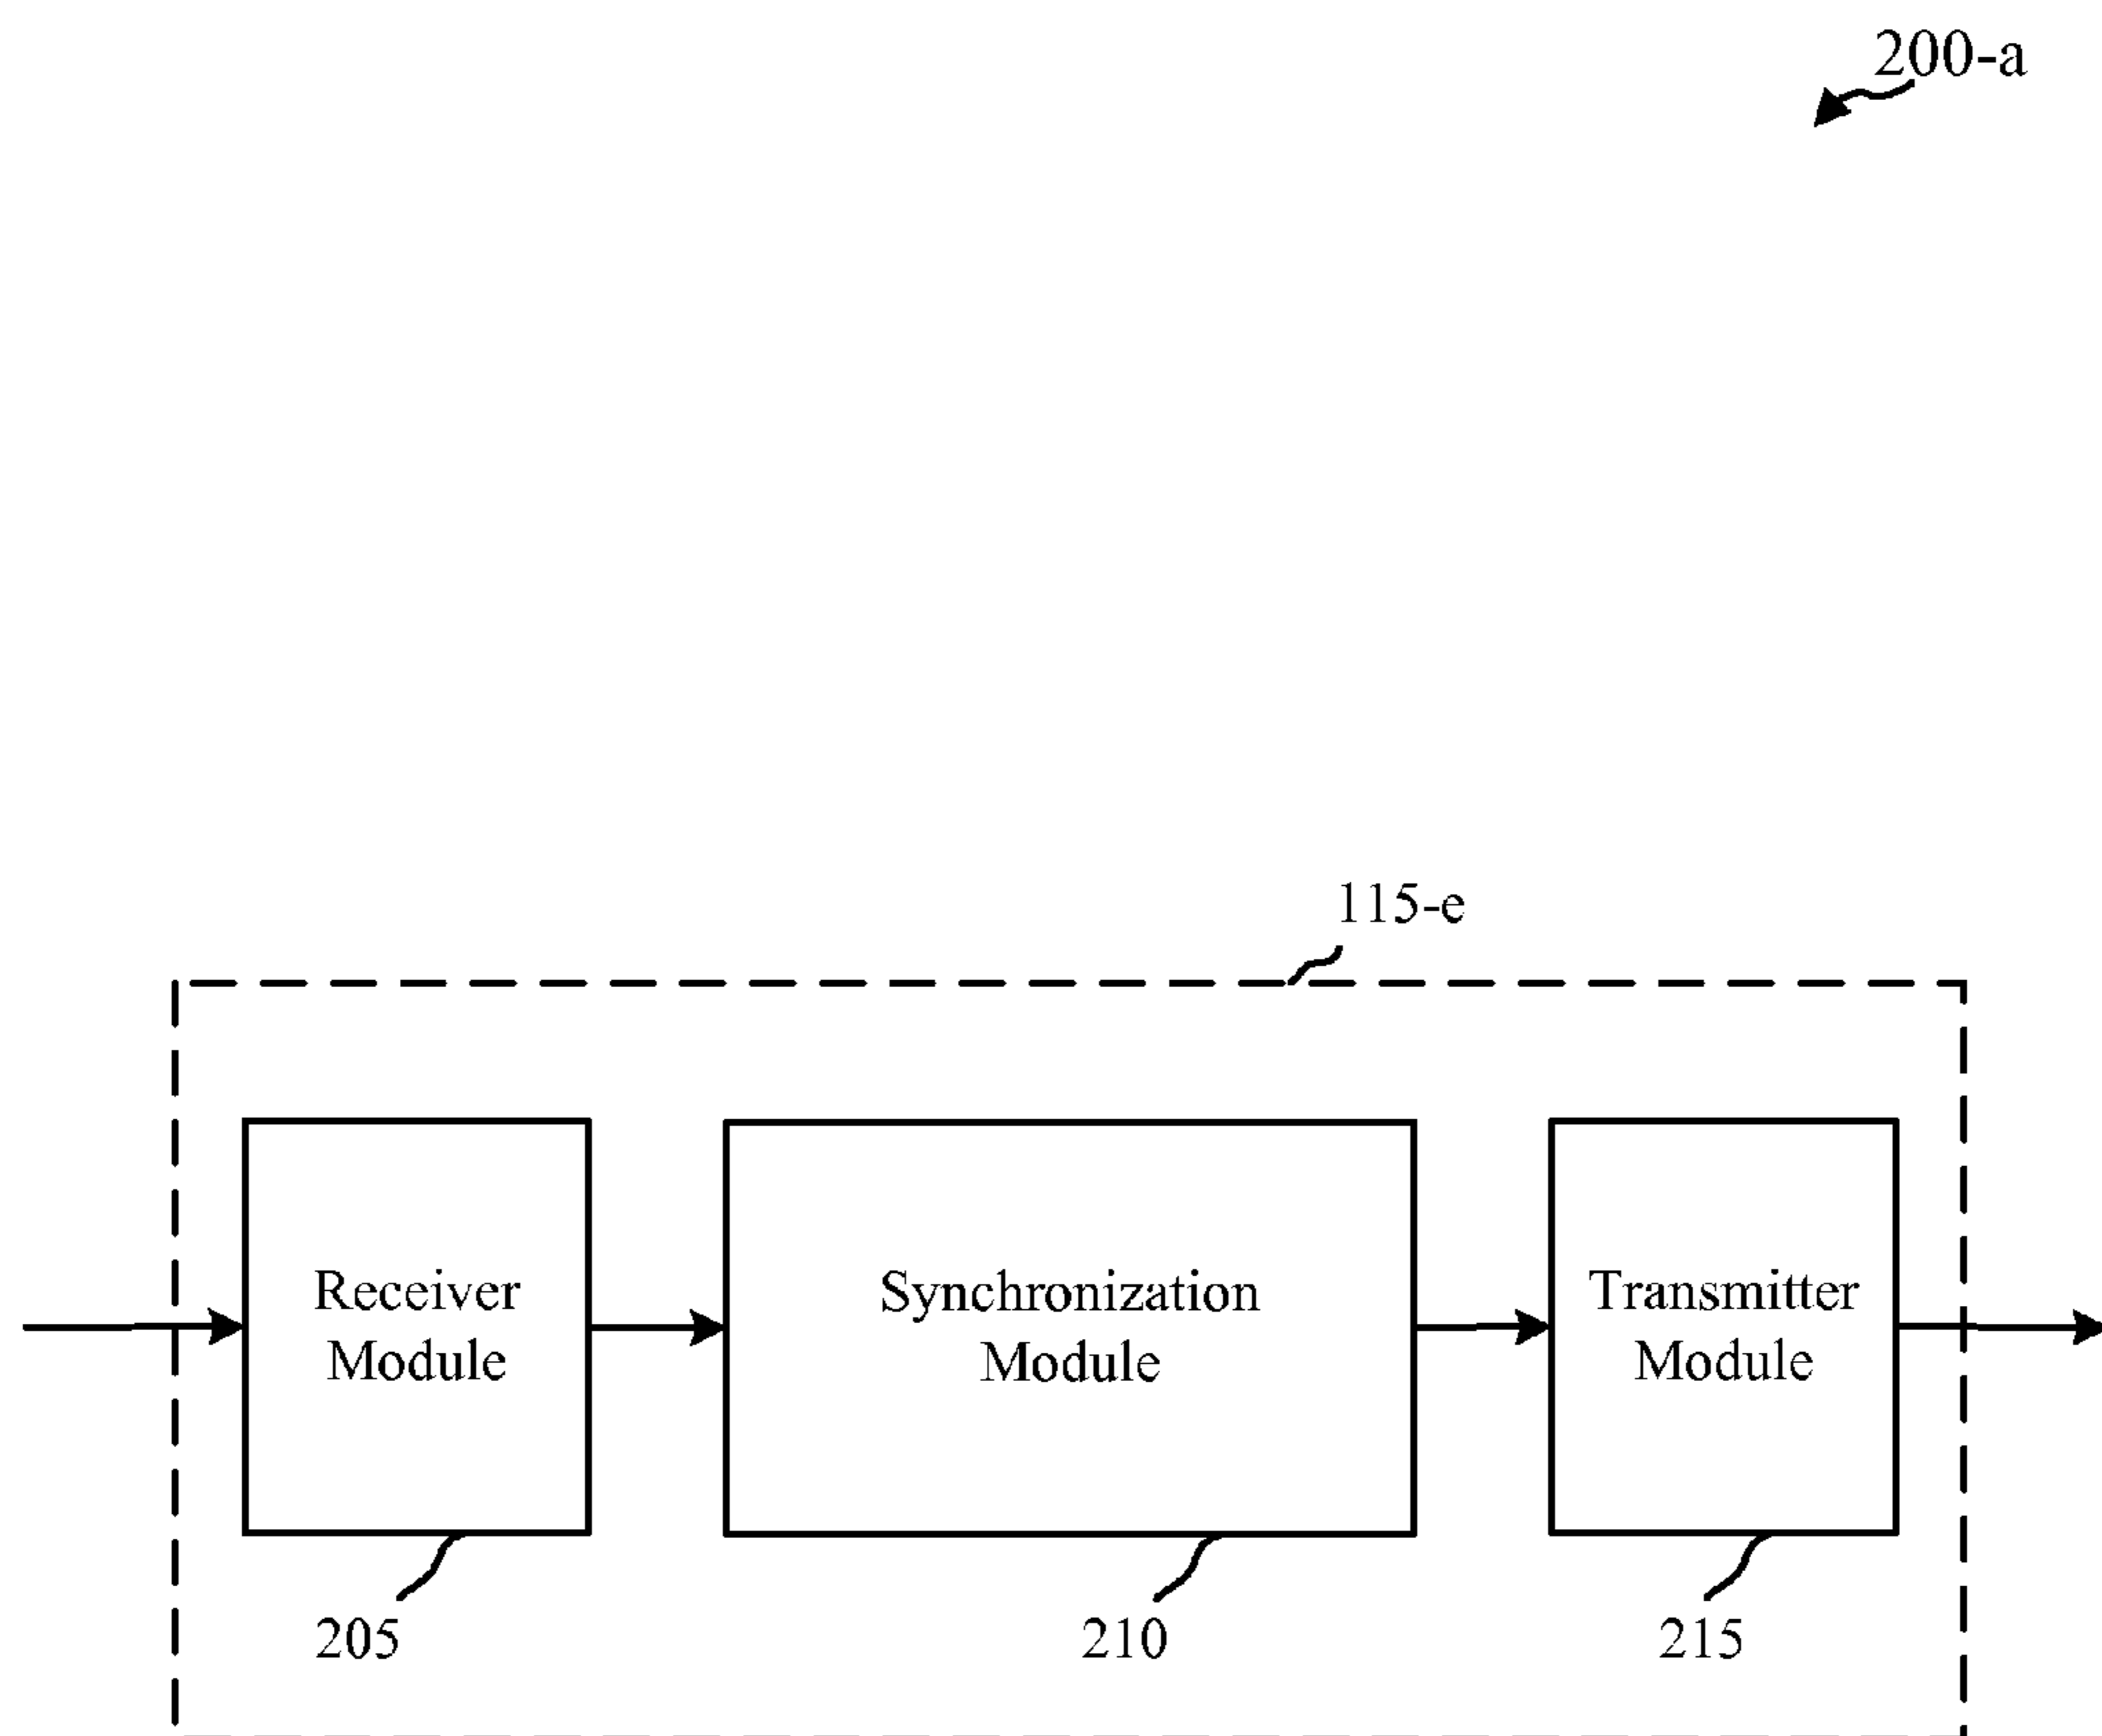 200-a
115-e
Receiver
Module
Synchronization
Module
Transmitter
Module
205
210
215